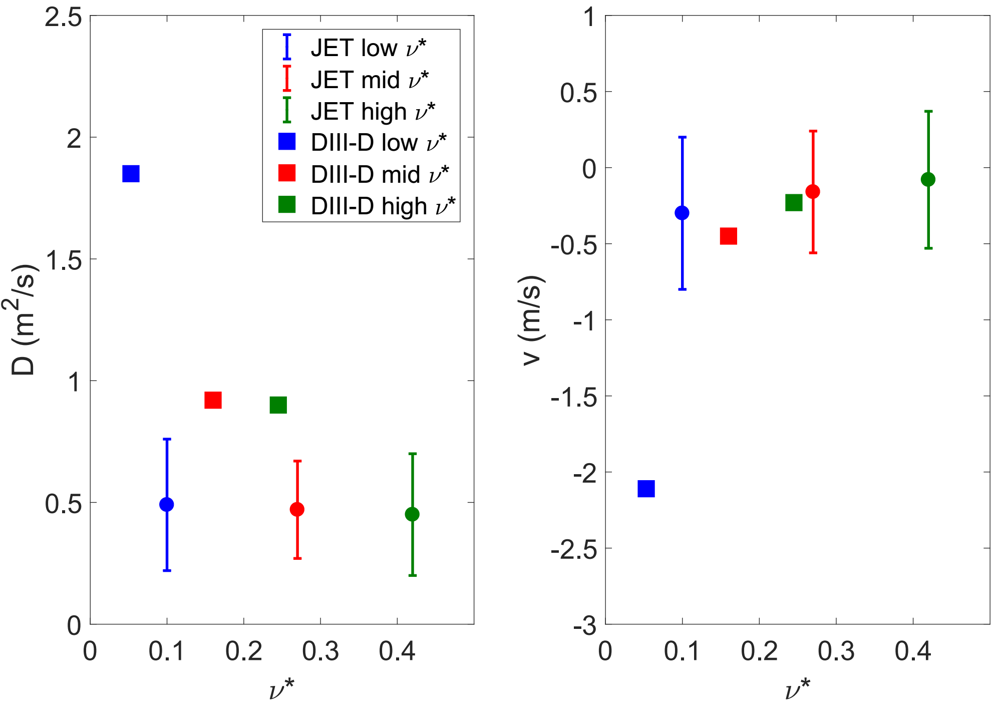 2.5
2
1.5
1
0.5
0
D (m²/s)
JET low ν*
JET mid ν*
JET high ν*
DIII-D low ν*
DIII-D mid ν*
DIII-D high ν*
0 0.1 0.2 0.3 0.4
ν*
1
0.5
0
-0.5
-1
-1.5
-2
-2.5
-3
v (m/s)
0 0.1 0.2 0.3 0.4
ν*